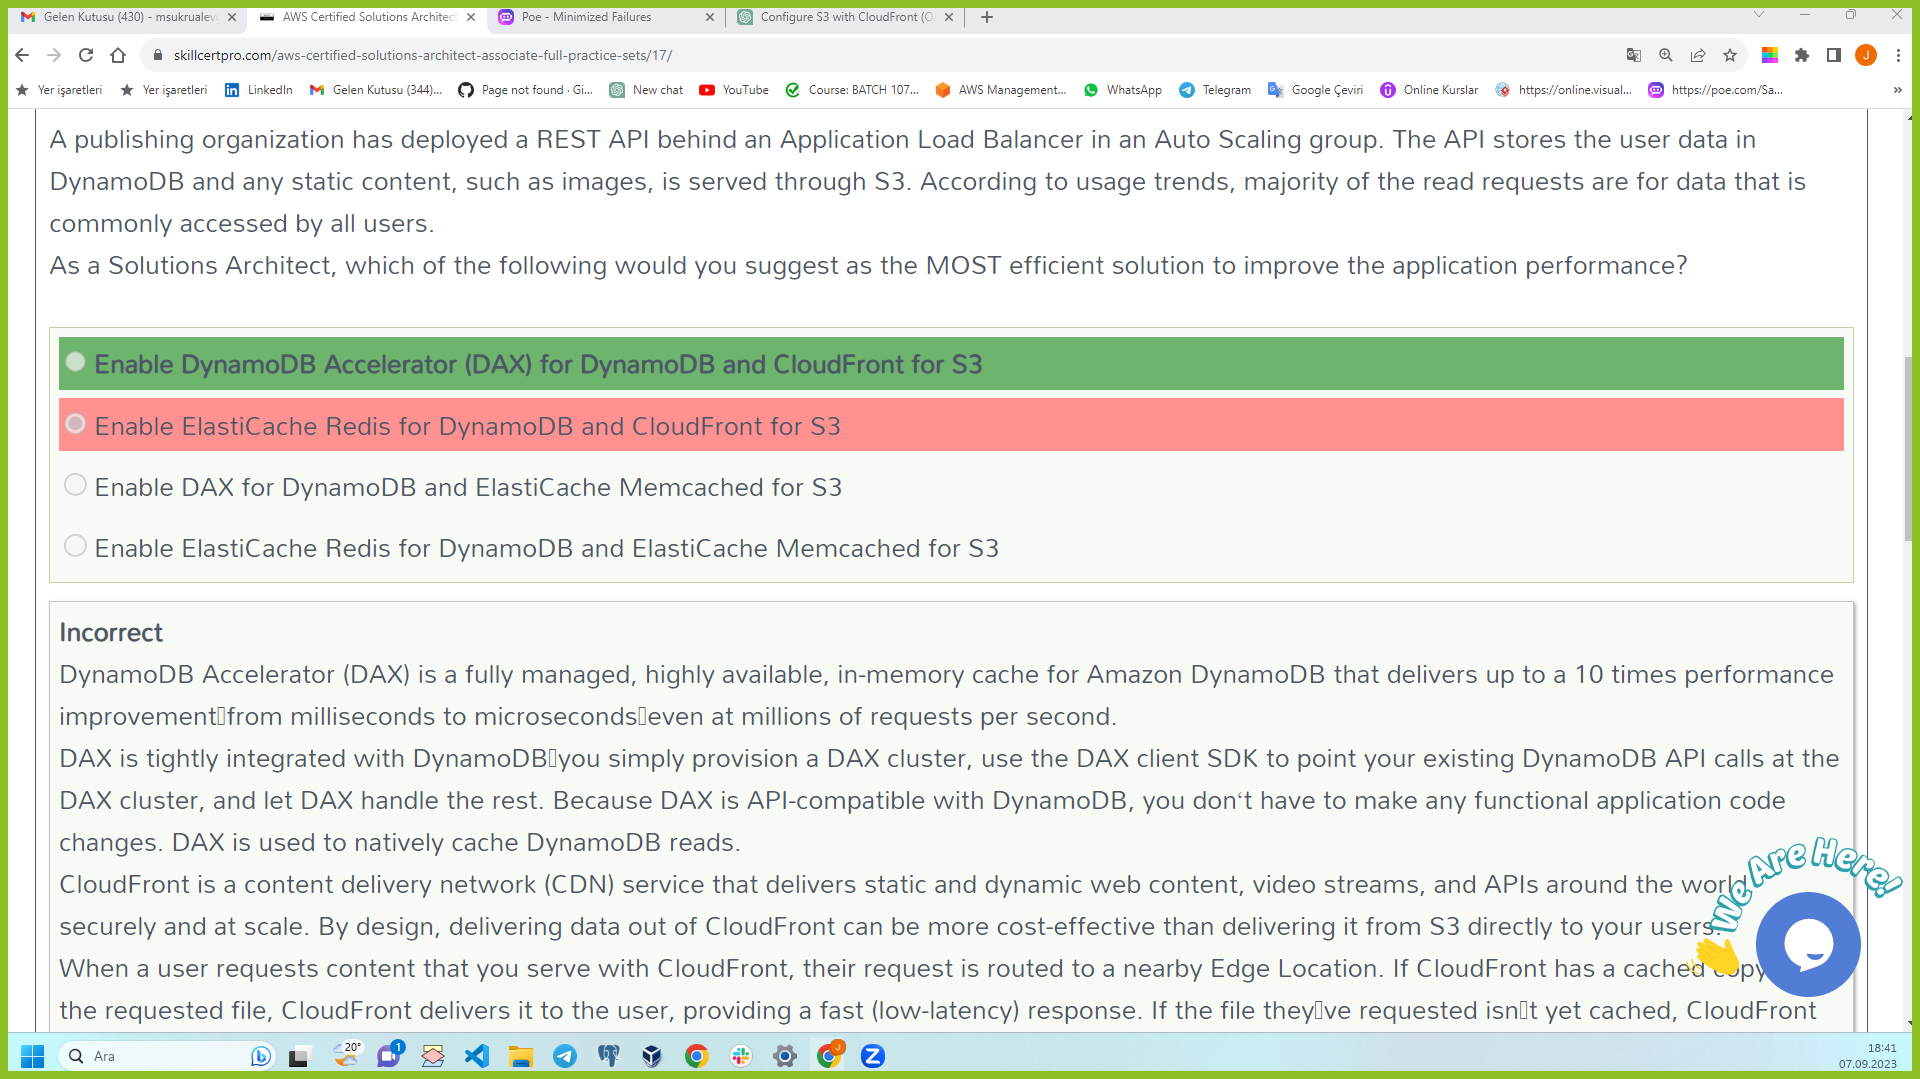 Gelen Kutusu (430) - msukrualev
AWS Certified Solutions Architect
Poe - Minimized Failures
Configure S3 with CloudFront (O
skillcertpro.com/aws-certified-solutions-architect-associate-full-practice-sets/17/
J
Yer işaretleri
Yer işaretleri
LinkedIn
Gelen Kutusu (344)...
Page not found · Gi...
New chat
YouTube
Course: BATCH 107...
AWS Management...
WhatsApp
Telegram
Google Çeviri
Online Kurslar
https://online.visual...
https://poe.com/Sa...
A publishing organization has deployed a REST API behind an Application Load Balancer in an Auto Scaling group. The API stores the user data in
DynamoDB and any static content, such as images, is served through S3. According to usage trends, majority of the read requests are for data that is
commonly accessed by all users.
As a Solutions Architect, which of the following would you suggest as the MOST efficient solution to improve the application performance?
Enable DynamoDB Accelerator (DAX) for DynamoDB and CloudFront for S3
Enable ElastiCache Redis for DynamoDB and CloudFront for S3
Enable DAX for DynamoDB and ElastiCache Memcached for S3
Enable ElastiCache Redis for DynamoDB and ElastiCache Memcached for S3
Incorrect
DynamoDB Accelerator (DAX) is a fully managed, highly available, in-memory cache for Amazon DynamoDB that delivers up to a 10 times performance
improvement▯from milliseconds to microseconds▯even at millions of requests per second.
DAX is tightly integrated with DynamoDB▯you simply provision a DAX cluster, use the DAX client SDK to point your existing DynamoDB API calls at the
DAX cluster, and let DAX handle the rest. Because DAX is API-compatible with DynamoDB, you don‘t have to make any functional application code
changes. DAX is used to natively cache DynamoDB reads.
CloudFront is a content delivery network (CDN) service that delivers static and dynamic web content, video streams, and APIs around the world,
securely and at scale. By design, delivering data out of CloudFront can be more cost-effective than delivering it from S3 directly to your users.
When a user requests content that you serve with CloudFront, their request is routed to a nearby Edge Location. If CloudFront has a cached copy
the requested file, CloudFront delivers it to the user, providing a fast (low-latency) response. If the file they▯ve requested isn▯t yet cached, CloudFront
We Are Here!
Ara
20°
1
J
18:41
07.09.2023